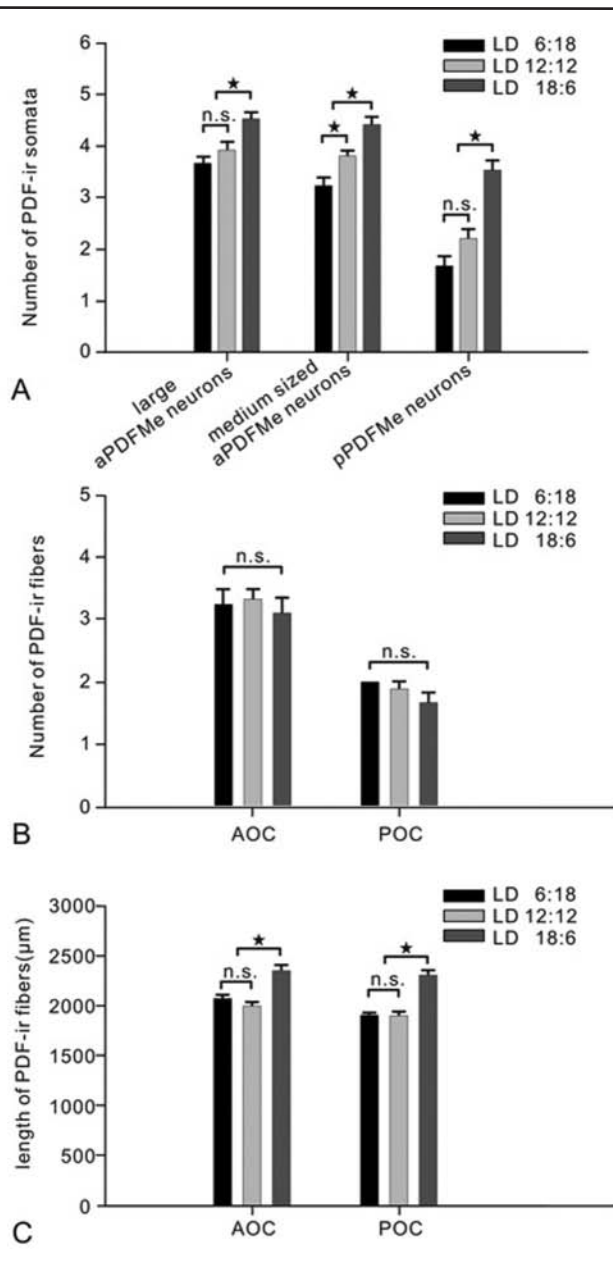 Number of PDF-ir somata
6
5
4
3
2
1
0
LD 6:18
LD 12:12
LD 18:6
n.s.
★
★
★
n.s.
★
large
aPDFMe neurons
medium sized
aPDFMe neurons
pPDFMe neurons
A
Number of PDF-ir fibers
5
4
3
2
1
0
LD 6:18
LD 12:12
LD 18:6
n.s.
n.s.
AOC
POC
B
length of PDF-ir fibers(μm)
3000
2500
2000
1500
1000
500
0
LD 6:18
LD 12:12
LD 18:6
n.s.
★
n.s.
★
AOC
POC
C